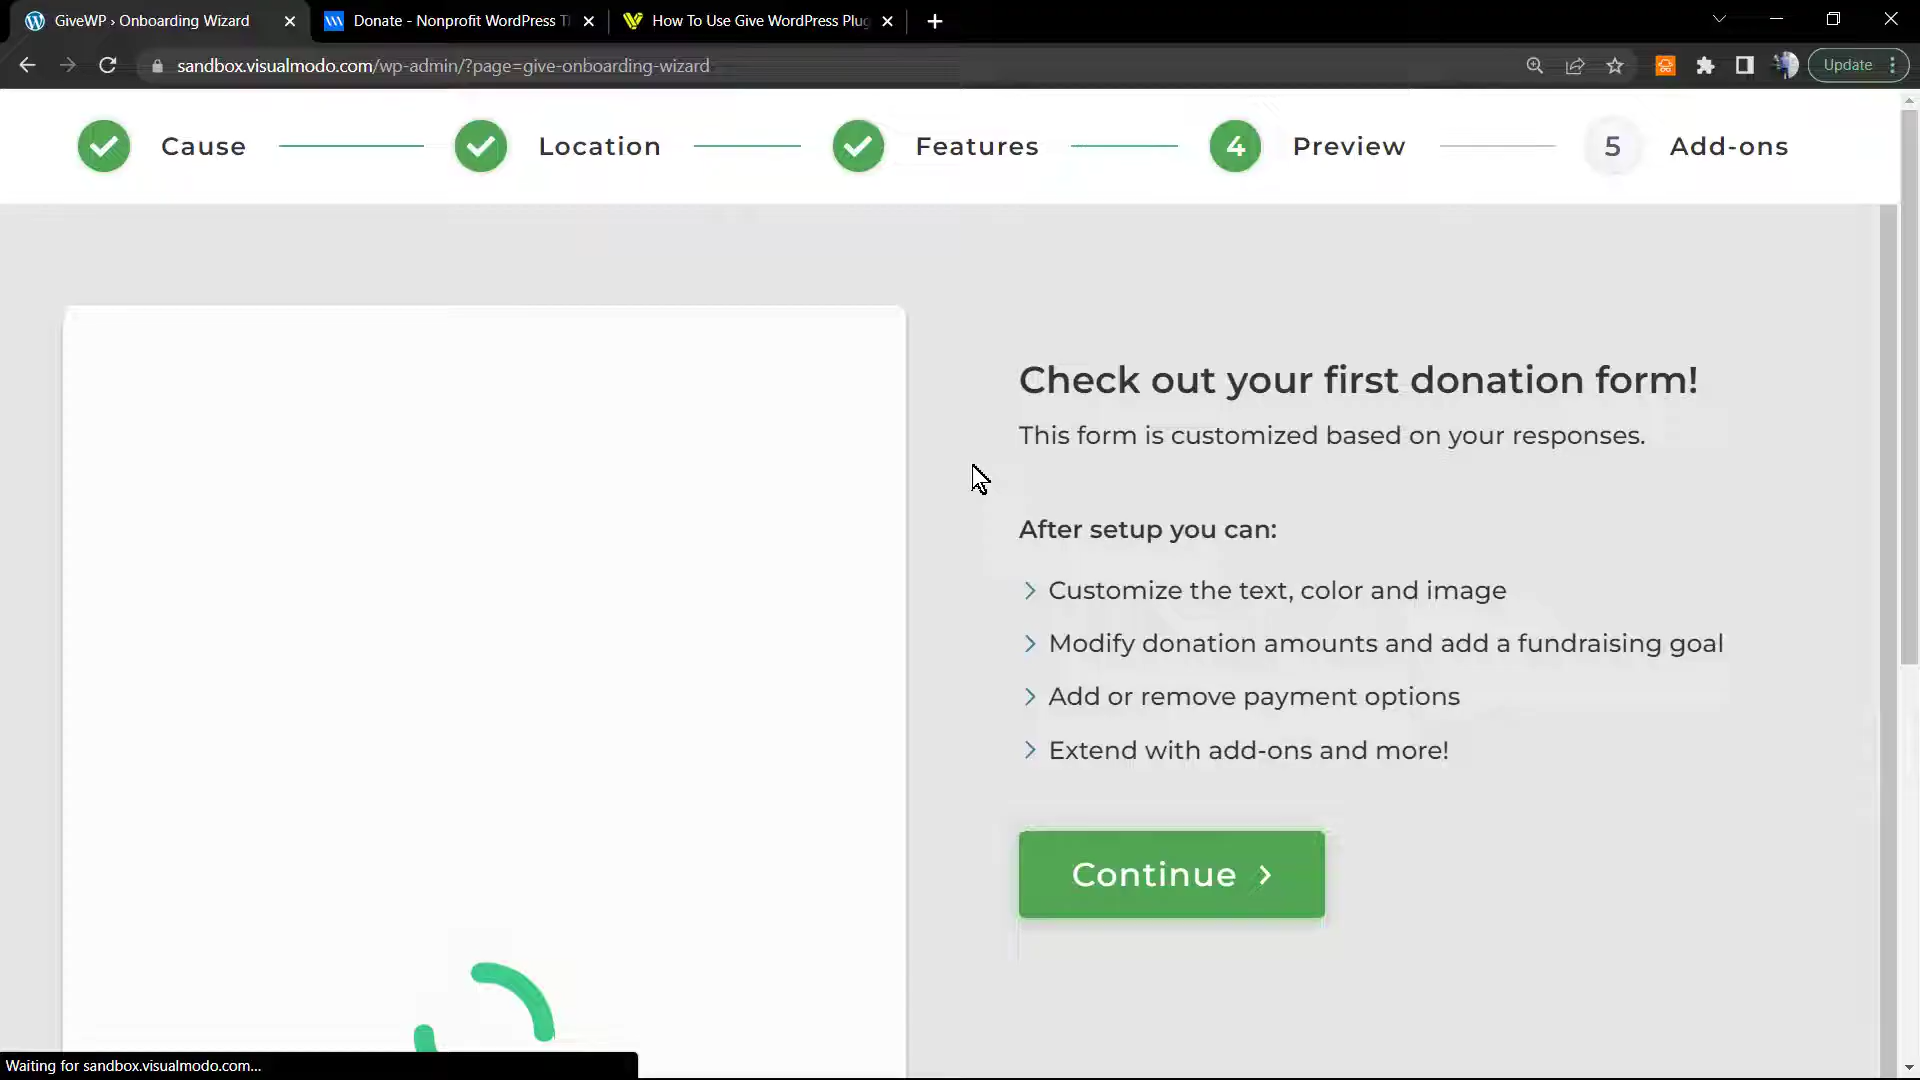 GiveWP › Onboarding Wizard
Donate - Nonprofit WordPress T
How To Use Give WordPress Plug
sandbox.visualmodo.com/wp-admin/?page=give-onboarding-wizard
Update
Cause
Location
Features
4 Preview
5 Add-ons
Check out your first donation form!
This form is customized based on your responses.
After setup you can:
Customize the text, color and image
Modify donation amounts and add a fundraising goal
Add or remove payment options
Extend with add-ons and more!
Continue
Waiting for sandbox.visualmodo.com...